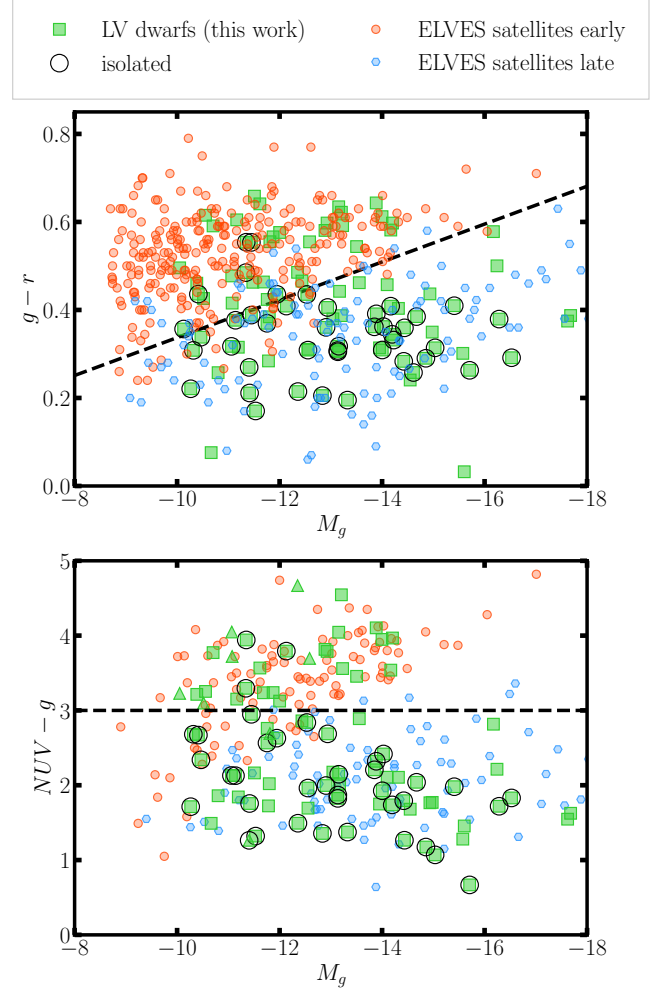 LV dwarfs (this work)
ELVES satellites early
isolated
ELVES satellites late
0.8
0.6
0.4
0.2
0.0
g − r
−8
−10
−12
−14
−16
−18
M_g
5
4
3
2
1
0
NUV − g
−8
−10
−12
−14
−16
−18
M_g